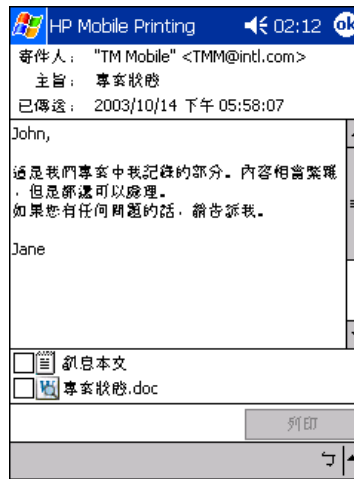 HP Mobile Printing 02:12 ok
寄件人： "TM Mobile" <TMM@intl.com>
主旨： 專案狀態
已傳送： 2003/10/14 下午 05:58:07
John,
這是我們專案中我記錄的部分。內容相當緊雜
，但是都還可以處理。
如果您有任何問題的話，請告訴我。
Jane
訊息本文
專案狀態.doc
列印
ㄅ